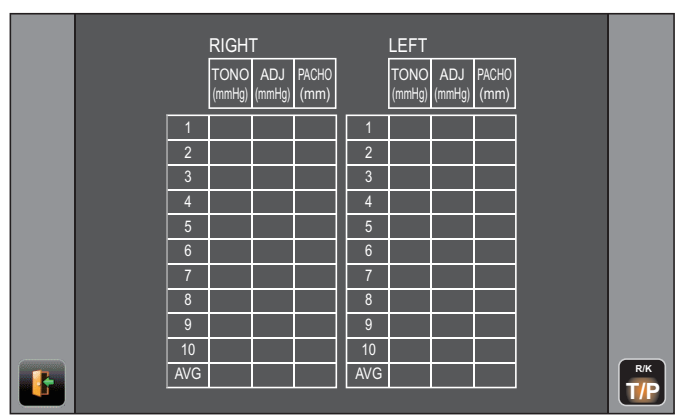 RIGHT LEFT
TONO ADJ PACHO TONO ADJ PACHO
(mmHg) (mmHg) (mm) (mmHg) (mmHg) (mm)
1 1
2 2
3 3
4 4
5 5
6 6
7 7
8 8
9 9
10 10
AVG AVG
R/K
T/P